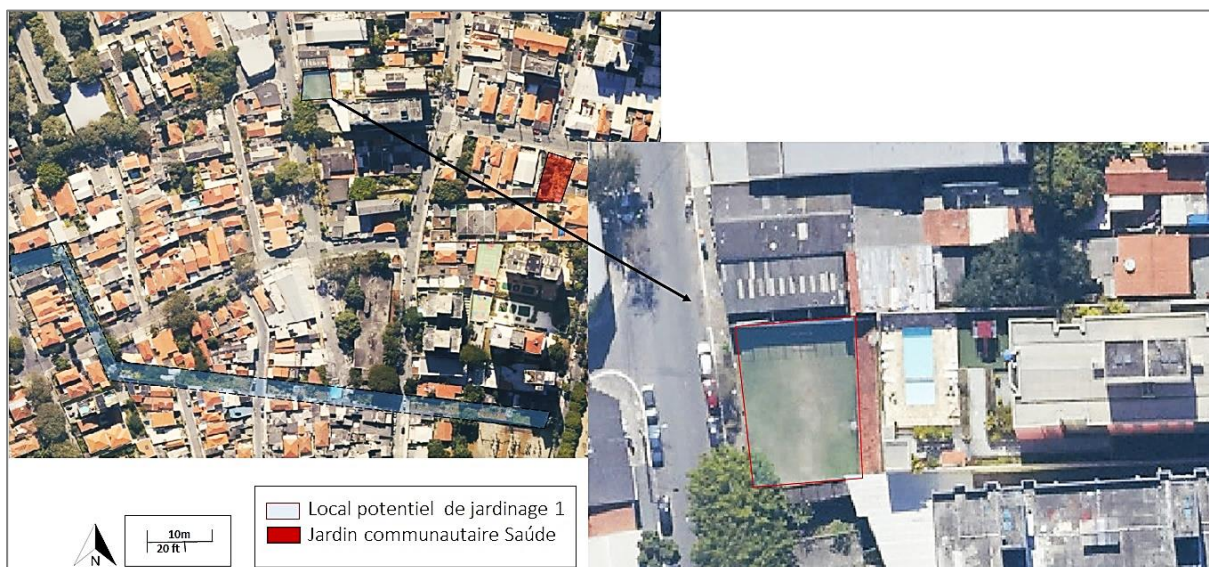 Local potentiel de jardinage 1
Jardin communautaire Saúde
10m
20 ft
N